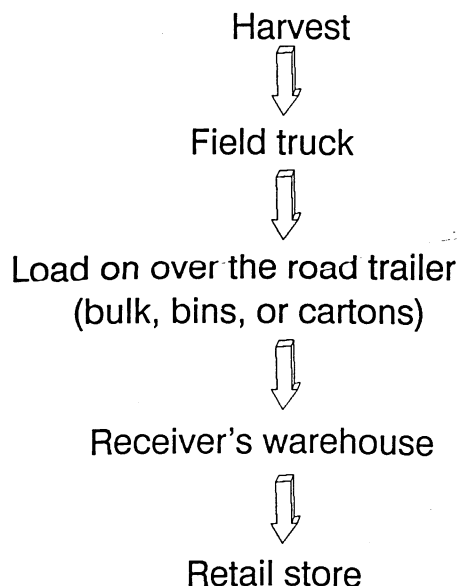 Harvest
Field truck
Load on over the road trailer
(bulk, bins, or cartons)
Receiver's warehouse
Retail store